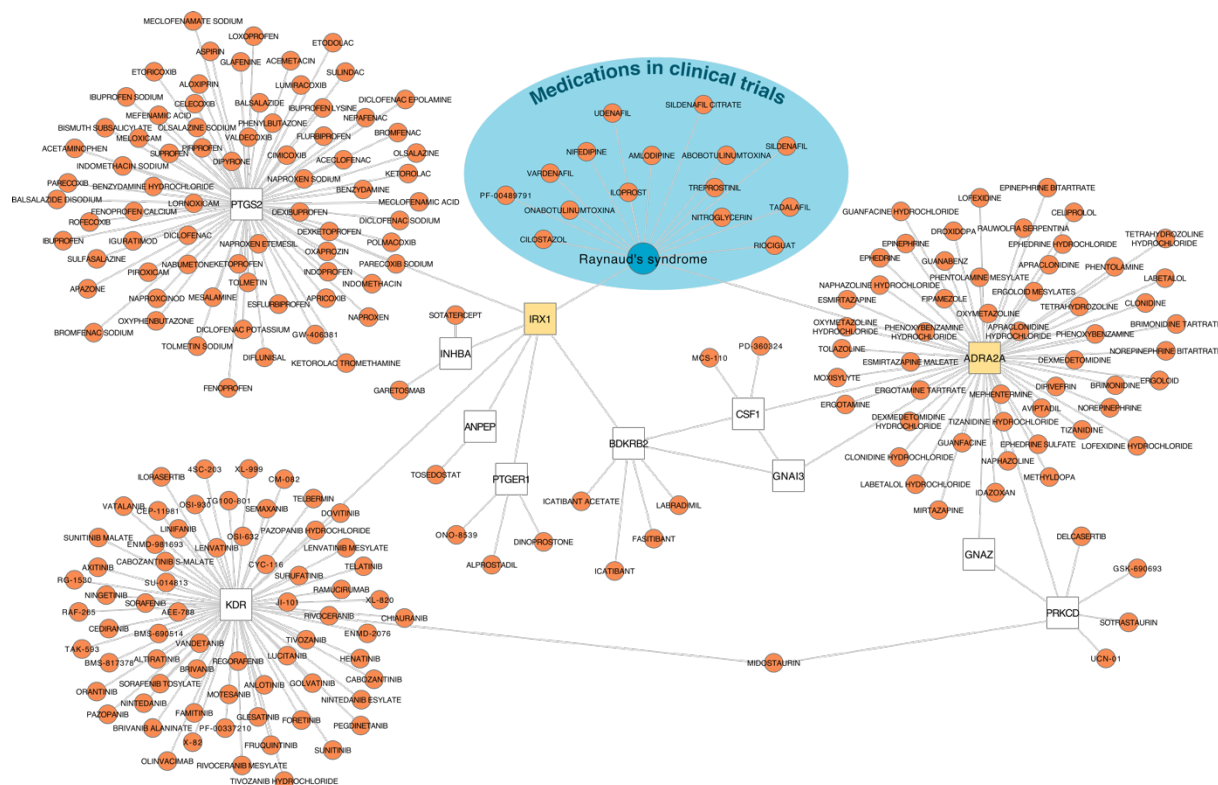 MECLOFENAMATE SODIUM
LOXOPROFEN
ETODOLAC
ASPIRIN
GLAFENINE
ACEMETACIN
ETORICOXIB
SULINDAC
ALOXIPRIN
LUMIRACOXIB
IBUPROFEN SODIUM
CELECOXIB
BALSALAZIDE
IBUPROFEN LYSINE
DICLOFENAC EPOLAMINE
MEFENAMIC ACID
NEPAFENAC
BISMUTH SUBSALICYLATE
OLSALAZINE SODIUM
PHENYLBUTAZONE
MELOXICAM
PIRPROFEN
VALDECOXIB
FLURBIPROFEN
BROMFENAC
ACETAMINOPHEN
SUPROFEN
CIMICOXIB
ACECLOFENAC
OLSALAZINE
INDOMETHACIN SODIUM
DIPYRONE
NAPROXEN SODIUM
KETOROLAC
PARECOXIB
BENZYDAMINE HYDROCHLORIDE
BENZYDAMINE
BALSALAZIDE DISODIUM
LORNOXICAM
PTGS2
MECLOFENAMIC ACID
FENOPROFEN CALCIUM
DEXIBUPROFEN
ROFECOXIB
DICLOFENAC SODIUM
IBUPROFEN
IGURATIMOD
DICLOFENAC
DEXKETOPROFEN
POLMACOXIB
NAPROXEN ETEMESIL
OXAPROZIN
SULFASALAZINE
NABUMETONE
KETOPROFEN
PARECOXIB SODIUM
PIROXICAM
INDOPROFEN
APAZONE
TOLMETIN
INDOMETHACIN
NAPROXCINOD
MESALAMINE
ESFLURBIPROFEN
APRICOXIB
OXYPHENBUTAZONE
NAPROXEN
BROMFENAC SODIUM
DICLOFENAC POTASSIUM
GW-406381
TOLMETIN SODIUM
DIFLUNISAL
KETOROLAC TROMETHAMINE
FENOPROFEN
Medications in clinical trials
UDENAFIL
SILDENAFIL CITRATE
NIFEDIPINE
AMLODIPINE
ABOBOTULINUMTOXINA
SILDENAFIL
VARDENAFIL
PF-00489791
ILOPROST
TREPROSTINIL
ONABOTULINUMTOXINA
NITROGLYCERIN
TADALAFIL
CILOSTAZOL
RIOCIGUAT
Raynaud's syndrome
IRX1
SOTATERCEPT
INHBA
GARETOSMAB
ANPEP
TOSEDOSTAT
PTGER1
ONO-8539
DINOPROSTONE
ALPROSTADIL
BDKRB2
ICATIBANT ACETATE
LABRADIMIL
FASITIBANT
ICATIBANT
MCS-110
PD-360324
CSF1
GNAI3
EPINEPHRINE BITARTRATE
LOFEXIDINE
GUANFACINE HYDROCHLORIDE
CELIPROLOL
DROXIDOPA
RAUWOLFIA SERPENTINA
TETRAHYDROZOLINE
HYDROCHLORIDE
EPINEPHRINE
EPHEDRINE HYDROCHLORIDE
GUANABENZ
APRACLONIDINE
EPHEDRINE
PHENTOLAMINE
PHENTOLAMINE MESYLATE
LABETALOL
NAPHAZOLINE HYDROCHLORIDE
FIPAMEZOLE
ERGOLOID MESYLATES
ESMIRTAZAPINE
TETRAHYDROZOLINE
CLONIDINE
OXYMETAZOLINE
OXYMETAZOLINE
HYDROCHLORIDE
PHENOXYBENZAMINE
HYDROCHLORIDE
APRACLONIDINE
HYDROCHLORIDE
PHENOXYBENZAMINE
BRIMONIDINE TARTRATE
TOLAZOLINE
ADRA2A
NOREPINEPHRINE BITARTRATE
ESMIRTAZAPINE MALEATE
DEXMEDETOMIDINE
MOXISYLYTE
ERGOLOID
ERGOTAMINE TARTRATE
DIRIVEFRIN
BRIMONIDINE
ERGOTAMINE
MEPHENTERMINE
AVIPTADIL
NOREPINEPHRINE
DEXMEDETOMIDINE
HYDROCHLORIDE
TIZANIDINE HYDROCHLORIDE
TIZANIDINE
GUANFACINE
EPHEDRINE SULFATE
LOFEXIDINE HYDROCHLORIDE
CLONIDINE HYDROCHLORIDE
NAPHAZOLINE
METHYLDOPA
LABETALOL HYDROCHLORIDE
IDAZOXAN
MIRTAZAPINE
GNAZ
DELCASERTIB
GSK-690693
PRKCD
SOTRASTAURIN
UCN-01
MIDOSTAURIN
4SC-203
XL-999
ILORASERTIB
CM-082
VATALANIB
OSI-930
TG100-801
TELBERMIN
CEP-11981
SEMAXANIB
DOVITINIB
LINIFANIB
SUNITINIB MALATE
OSI-632
PAZOPANIB HYDROCHLORIDE
ENMD-981693
LENVATINIB
LENVATINIB MESYLATE
AXITINIB
CABOZANTINIB S-MALATE
CYC-116
TELATINIB
RG-1530
SU-014813
SURUFATINIB
NINGETINIB
RAMUCIRUMAB
XL-820
RAF-265
SORAFENIB
AEE-788
KDR
JI-101
RIVOCERANIB
CHIAURANIB
CEDIRANIB
BMS-690514
ENMD-2076
TAK-593
VANDETANIB
TIVOZANIB
BMS-817378
ALTIRATINIB
REGORAFENIB
LUCITANIB
HENATINIB
BRIVANIB
CABOZANTINIB
ORANTINIB
SORAFENIB TOSYLATE
ANLOTINIB
GOLVATINIB
MOTESANIB
NINTEDANIB
NINTEDANIB ESYLATE
PAZOPANIB
FAMITINIB
GLESATINIB
FORETINIB
BRIVANIB ALANINATE
PF-00337210
PEGDINETANIB
X-82
FRUQUINTINIB
SUNITINIB
OLINVACIMAB
RIVOCERANIB MESYLATE
TIVOZANIB HYDROCHLORIDE